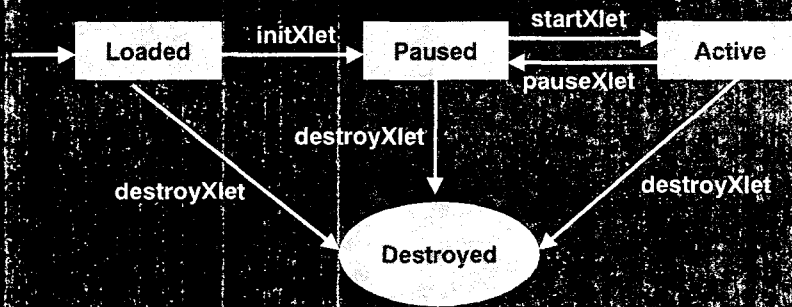 startXlet
Loaded
initXlet
Paused
Active
pauseXlet
destroyXlet
destroyXlet
destroyXlet
Destroyed